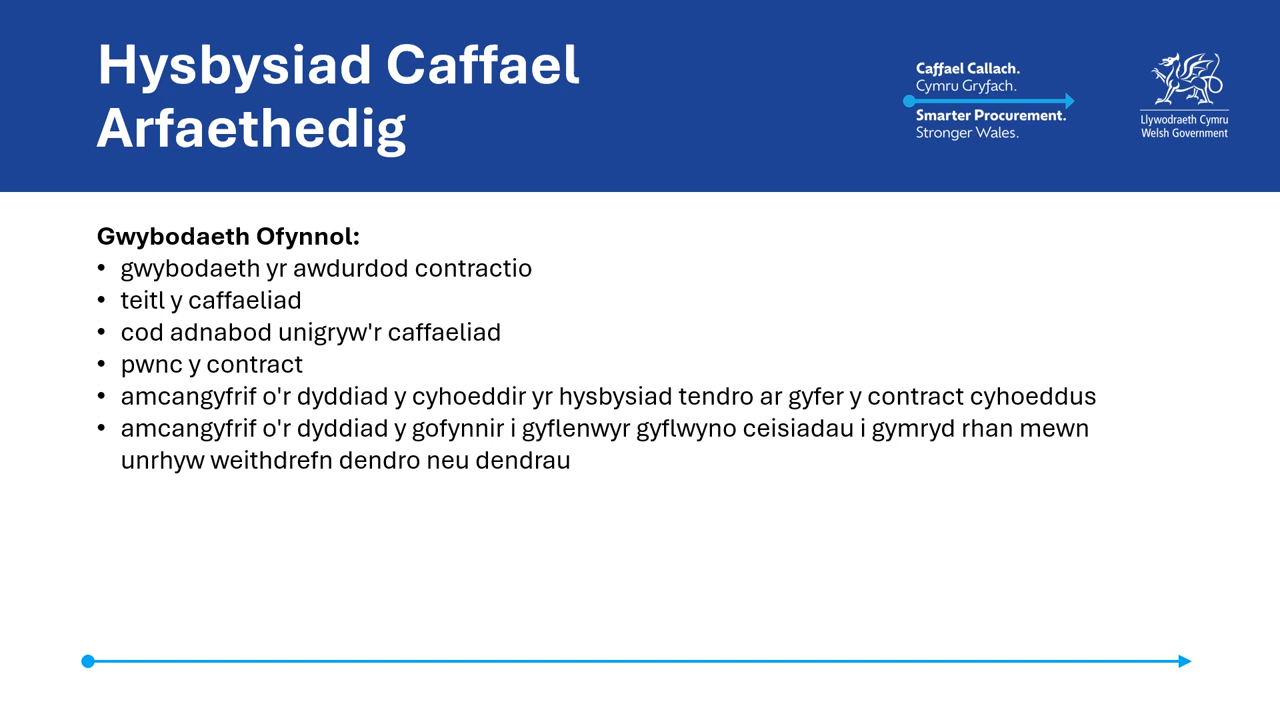 Hysbysiad Caffael
Arfaethedig
Caffael Callach.
Cymru Gryfach.
Smarter Procurement.
Stronger Wales.
Llywodraeth Cymru
Welsh Government
Gwybodaeth Ofynnol:
• gwybodaeth yr awdurdod contractio
• teitl y caffaeliad
• cod adnabod unigryw'r caffaeliad
• pwnc y contract
• amcangyfrif o'r dyddiad y cyhoeddir yr hysbysiad tendro ar gyfer y contract cyhoeddus
• amcangyfrif o'r dyddiad y gofynnir i gyflenwyr gyflwyno ceisiadau i gymryd rhan mewn
unrhyw weithdrefn dendro neu dendrau